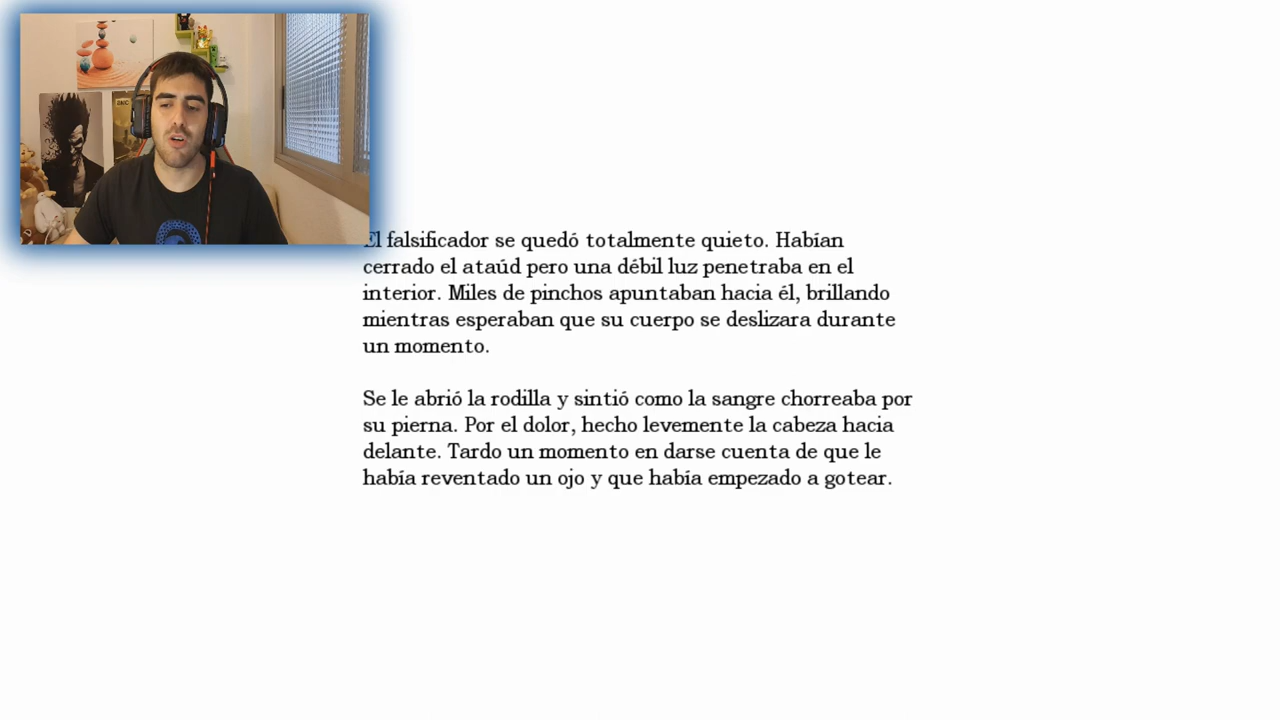 El falsificador se quedó totalmente quieto. Habían
cerrado el ataúd pero una débil luz penetraba en el
interior. Miles de pinchos apuntaban hacia él, brillando
mientras esperaban que su cuerpo se deslizara durante
un momento.
Se le abrió la rodilla y sintió como la sangre chorreaba por
su pierna. Por el dolor, hecho levemente la cabeza hacia
delante. Tardo un momento en darse cuenta de que le
había reventado un ojo y que había empezado a gotear.